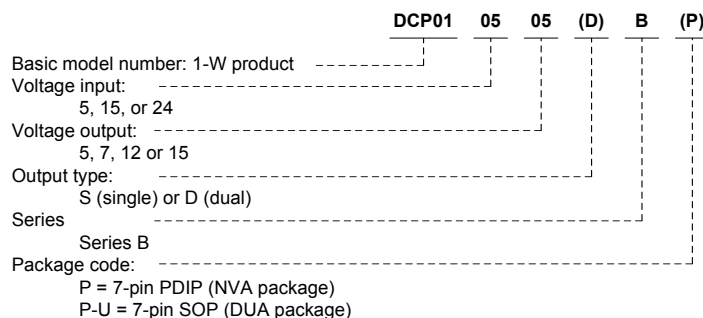 DCP01 05 05 (D) B (P)
Basic model number: 1-W product
Voltage input:
5, 15, or 24
Voltage output:
5, 7, 12 or 15
Output type:
S (single) or D (dual)
Series
Series B
Package code:
P = 7-pin PDIP (NVA package)
P-U = 7-pin SOP (DUA package)